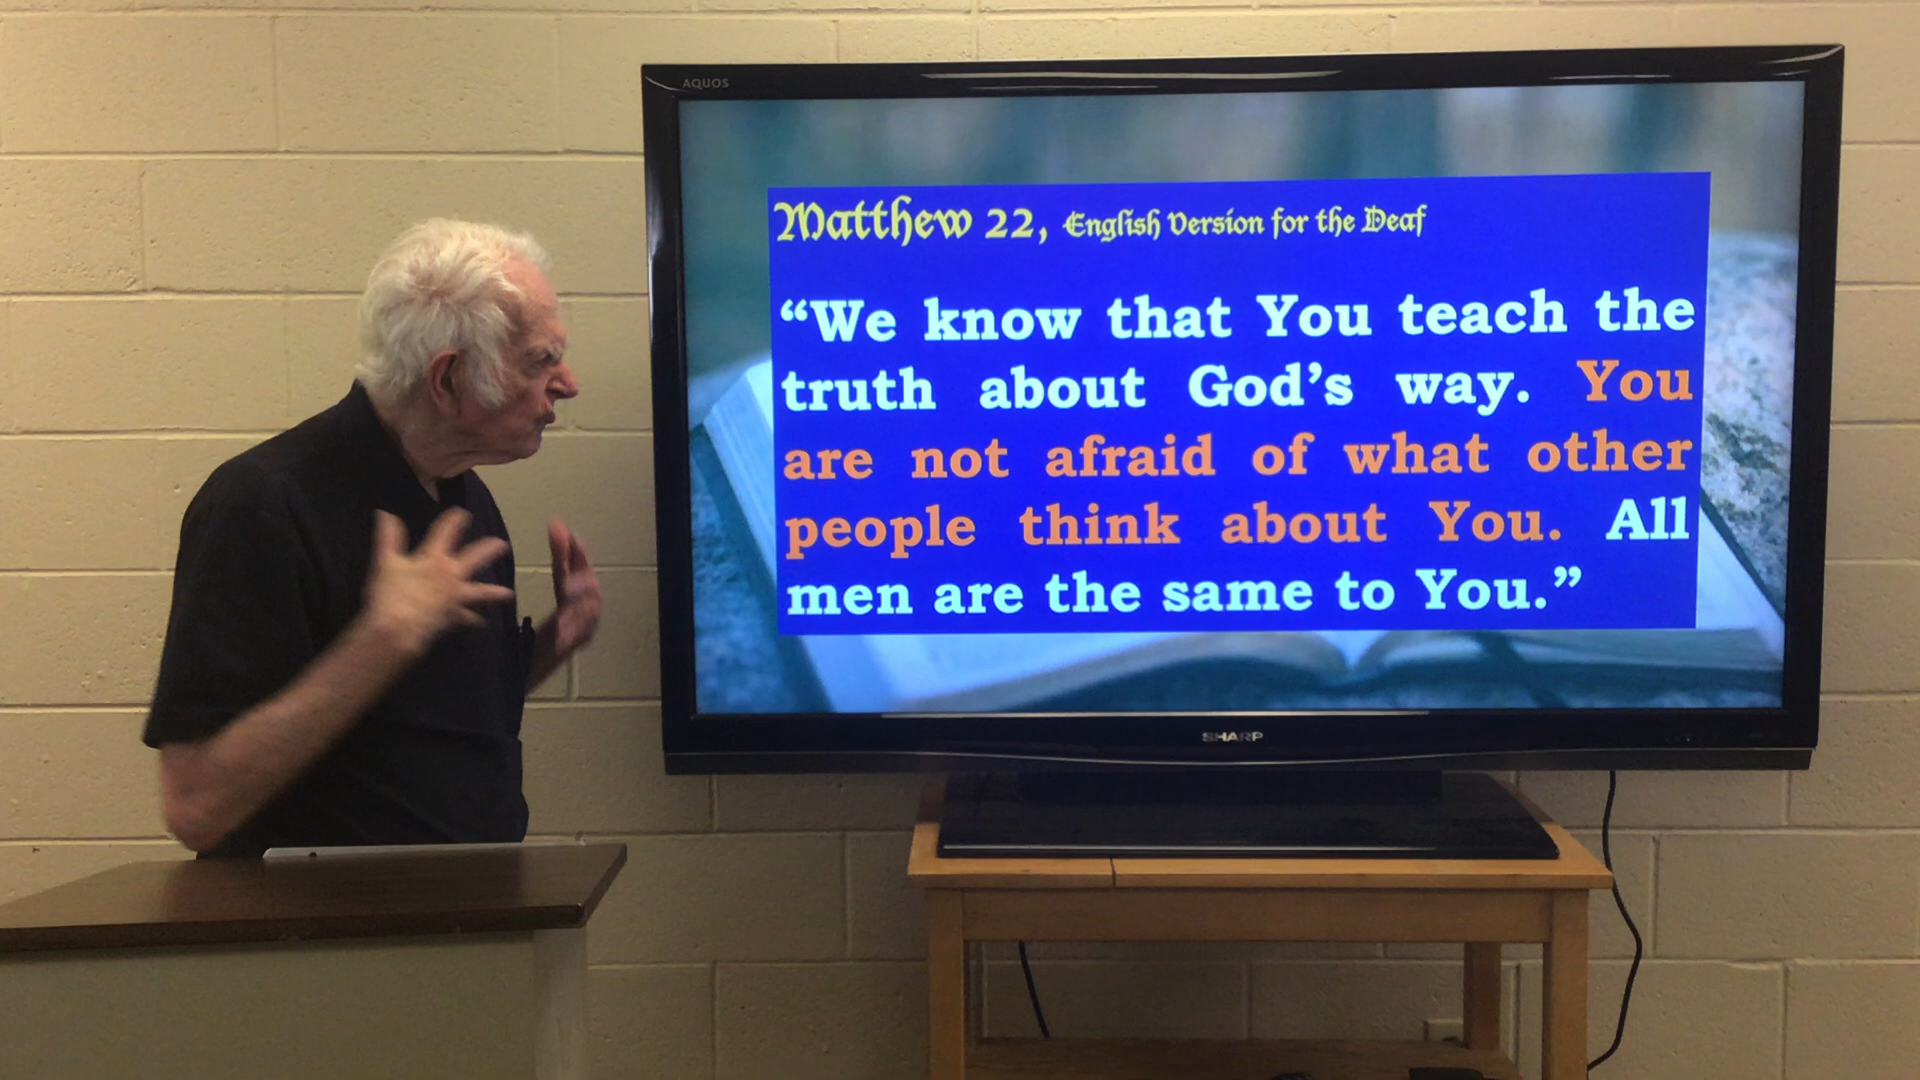 AQUOS
Matthew 22, English Version for the Deaf
“We know that You teach the
truth about God’s way. You
are not afraid of what other
people think about You. All
men are the same to You.”
SHARP